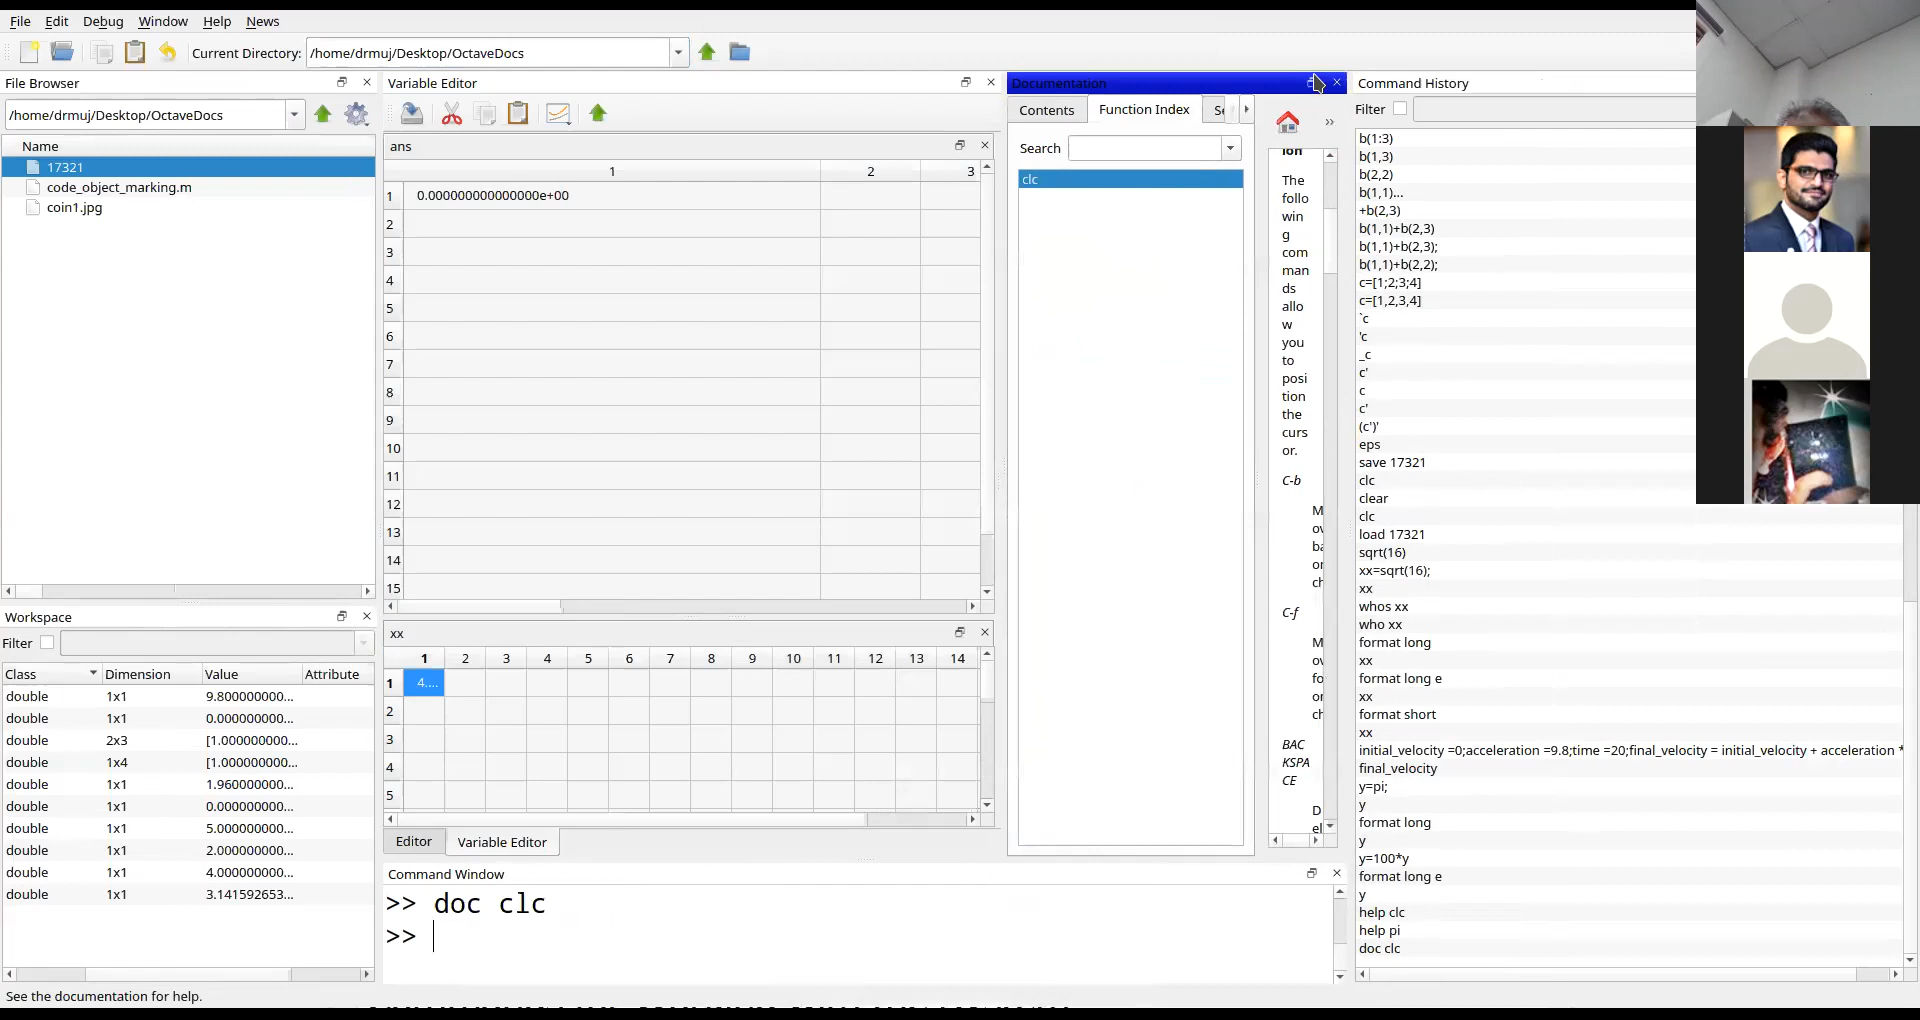 File Edit Debug Window Help News
Current Directory: /home/drmuj/Desktop/OctaveDocs
File Browser
/home/drmuj/Desktop/OctaveDocs
Name
17321
code_object_marking.m
coin1.jpg
Workspace
Filter
Class Dimension Value Attribute
double 1x1 9.800000000...
double 1x1 0.000000000...
double 2x3 [1.000000000...
double 1x4 [1.000000000...
double 1x1 1.960000000...
double 1x1 0.000000000...
double 1x1 5.000000000...
double 1x1 2.000000000...
double 1x1 4.000000000...
double 1x1 3.141592653...
See the documentation for help.
Variable Editor
ans
1 2 3
1 0.000000000000000e+00
2
3
4
5
6
7
8
9
10
11
12
13
14
15
xx
1 2 3 4 5 6 7 8 9 10 11 12 13 14
1 4....
2
3
4
5
Editor Variable Editor
Command Window
>> doc clc
>>
Documentation
Contents Function Index Se
Search
clc
ion
The
follo
win
g
com
man
ds
allo
w
you
to
posi
tion
the
curs
or.
C-b
M
ov
ba
or
ch
C-f
M
ov
fo
or
ch
BAC
KSPA
CE
D
el
Command History
Filter
b(1:3)
b(1,3)
b(2,2)
b(1,1)...
+b(2,3)
b(1,1)+b(2,3)
b(1,1)+b(2,3);
b(1,1)+b(2,2);
c=[1;2;3;4]
c=[1,2,3,4]
`c
'c
_c
c'
c
c'
(c')'
eps
save 17321
clc
clear
clc
load 17321
sqrt(16)
xx=sqrt(16);
xx
whos xx
who xx
format long
xx
format long e
xx
format short
xx
initial_velocity =0;acceleration =9.8;time =20;final_velocity = initial_velocity + acceleration *
final_velocity
y=pi;
y
format long
y
y=100*y
format long e
y
help clc
help pi
doc clc